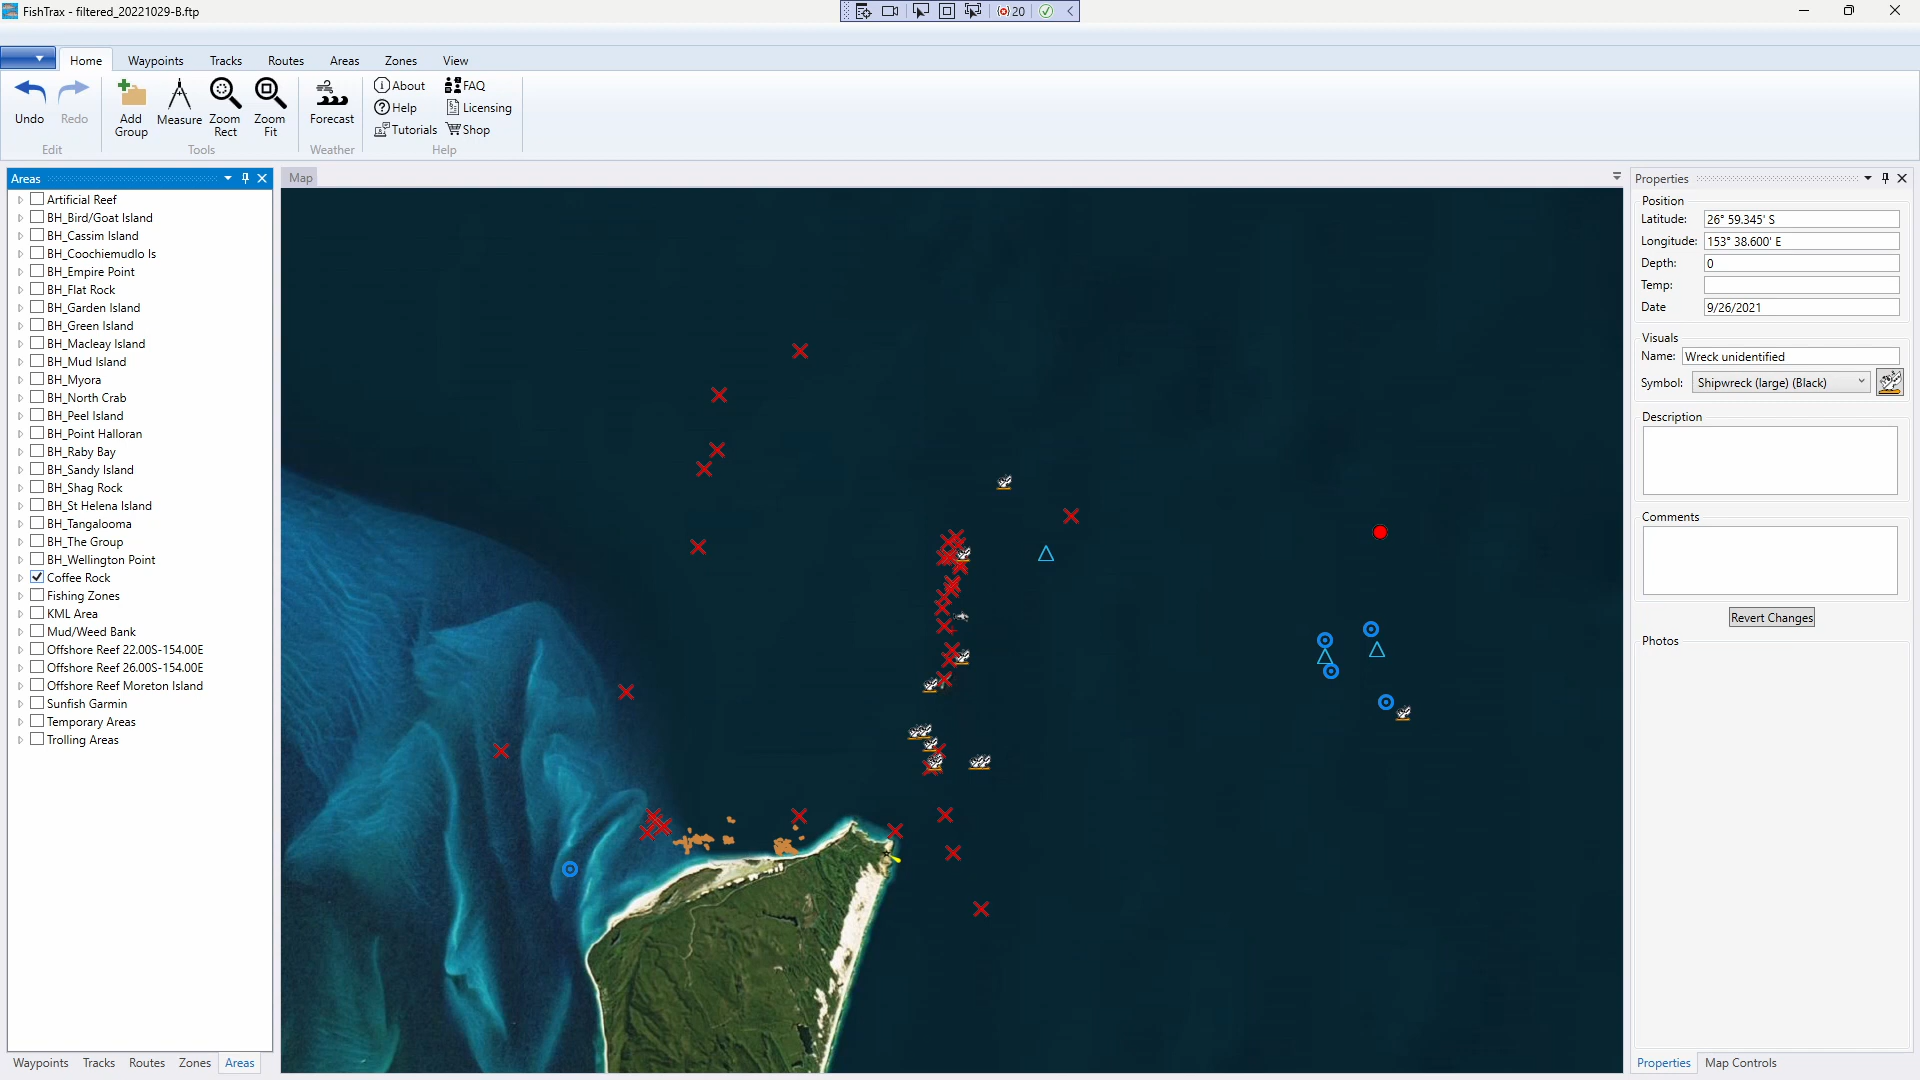 FishTrax - filtered_20221029-B.ftp
20
Home Waypoints Tracks Routes Areas Zones View
Undo
Redo
Edit
Add
Group
Measure
Zoom
Rect
Zoom
Fit
Tools
Forecast
Weather
About
FAQ
Help
Licensing
Tutorials
Shop
Help
Areas
Artificial Reef
BH_Bird/Goat Island
BH_Cassim Island
BH_Coochiemudlo Is
BH_Empire Point
BH_Flat Rock
BH_Garden Island
BH_Green Island
BH_Macleay Island
BH_Mud Island
BH_Myora
BH_North Crab
BH_Peel Island
BH_Point Halloran
BH_Raby Bay
BH_Sandy Island
BH_Shag Rock
BH_St Helena Island
BH_Tangalooma
BH_The Group
BH_Wellington Point
Coffee Rock
Fishing Zones
KML Area
Mud/Weed Bank
Offshore Reef 22.00S-154.00E
Offshore Reef 26.00S-154.00E
Offshore Reef Moreton Island
Sunfish Garmin
Temporary Areas
Trolling Areas
Waypoints Tracks Routes Zones Areas
Map
Properties
Position
Latitude: 26° 59.345' S
Longitude: 153° 38.600' E
Depth: 0
Temp:
Date 9/26/2021
Visuals
Name: Wreck unidentified
Symbol: Shipwreck (large) (Black)
Description
Comments
Revert Changes
Photos
Properties Map Controls